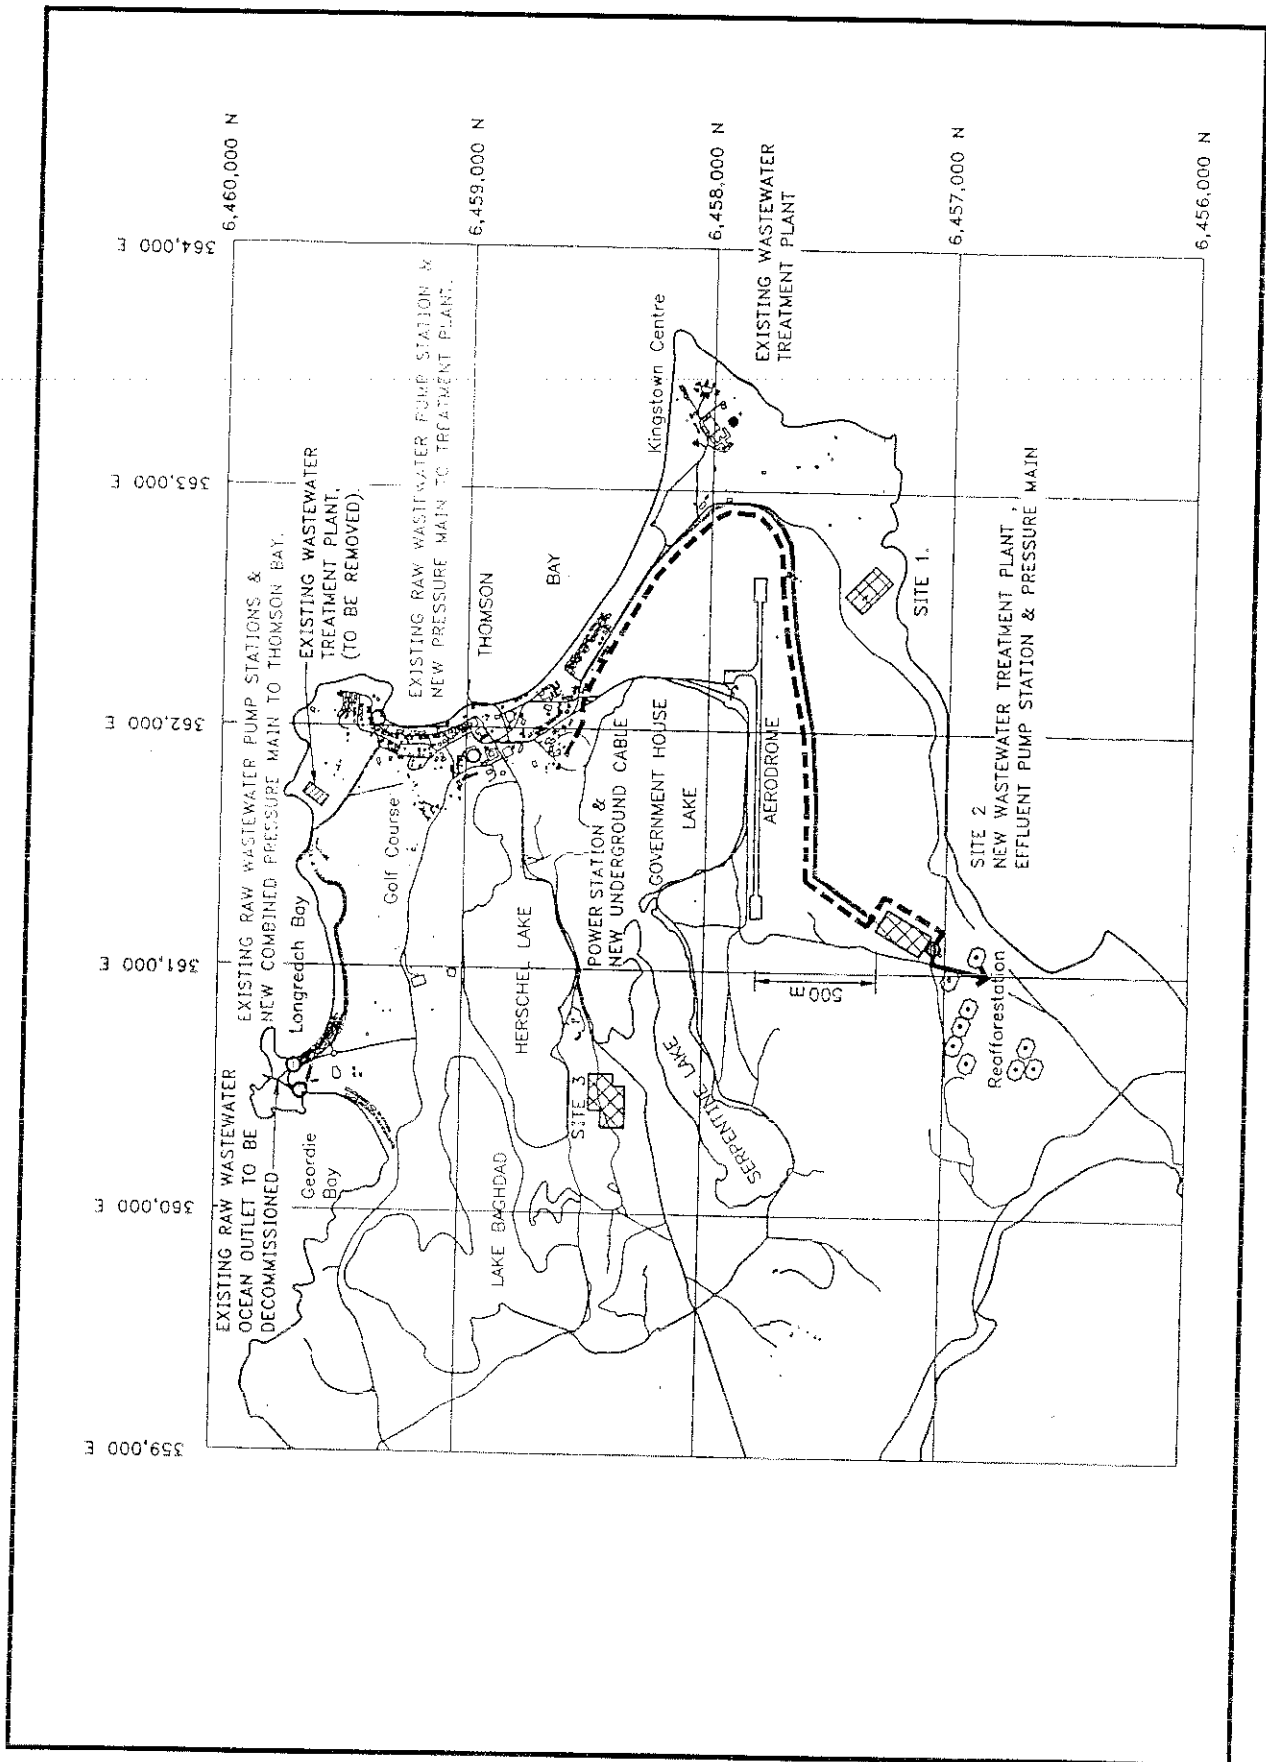 EXISTING RAW WASTEWATER
OCEAN OUTLET TO BE
DECOMMISSIONED
EXISTING RAW WASTEWATER PUMP STATIONS &
NEW COMBINED PRESSURE MAIN TO THOMSON BAY.
EXISTING WASTEWATER
TREATMENT PLANT.
(TO BE REMOVED).
EXISTING RAW WASTEWATER PUMP STATION &
NEW PRESSURE MAIN TO TREATMENT PLANT.
359,000 E
360,000 E
361,000 E
362,000 E
363,000 E
364,000 E
6,460,000 N
6,459,000 N
6,458,000 N
6,457,000 N
6,456,000 N
Geordie
Bay
Longreach Bay
Golf Course
THOMSON
BAY
LAKE BAGHDAD
HERSCHEL LAKE
SITE 3
POWER STATION &
NEW UNDERGROUND CABLE
GOVERNMENT HOUSE
LAKE
SERPENTINE LAKE
AERODRONE
500 m
Kingstown Centre
EXISTING WASTEWATER
TREATMENT PLANT
SITE 1.
SITE 2
NEW WASTEWATER TREATMENT PLANT ,
EFFLUENT PUMP STATION & PRESSURE MAIN
Reafforestation